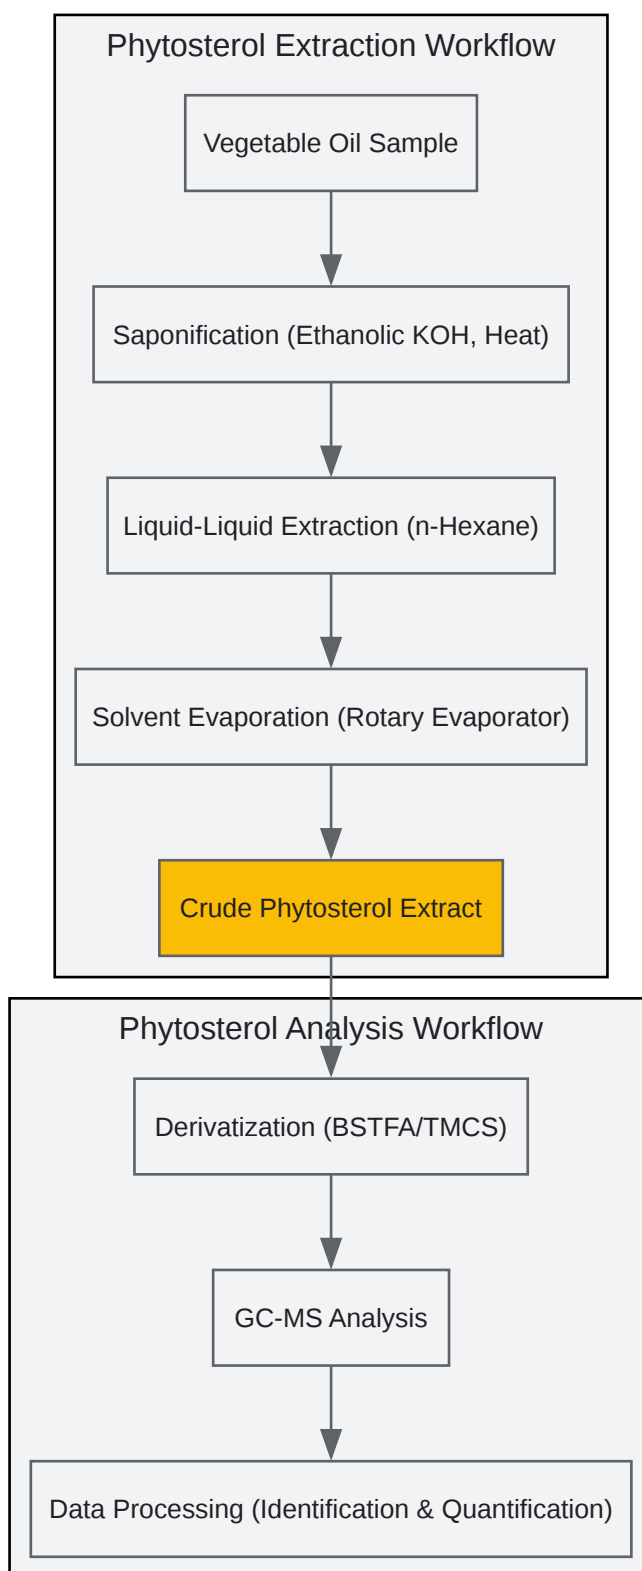 Phytosterol Extraction Workflow
Vegetable Oil Sample
Saponification (Ethanolic KOH, Heat)
Liquid-Liquid Extraction (n-Hexane)
Solvent Evaporation (Rotary Evaporator)
Crude Phytosterol Extract
Phytosterol Analysis Workflow
Derivatization (BSTFA/TMCS)
GC-MS Analysis
Data Processing (Identification & Quantification)